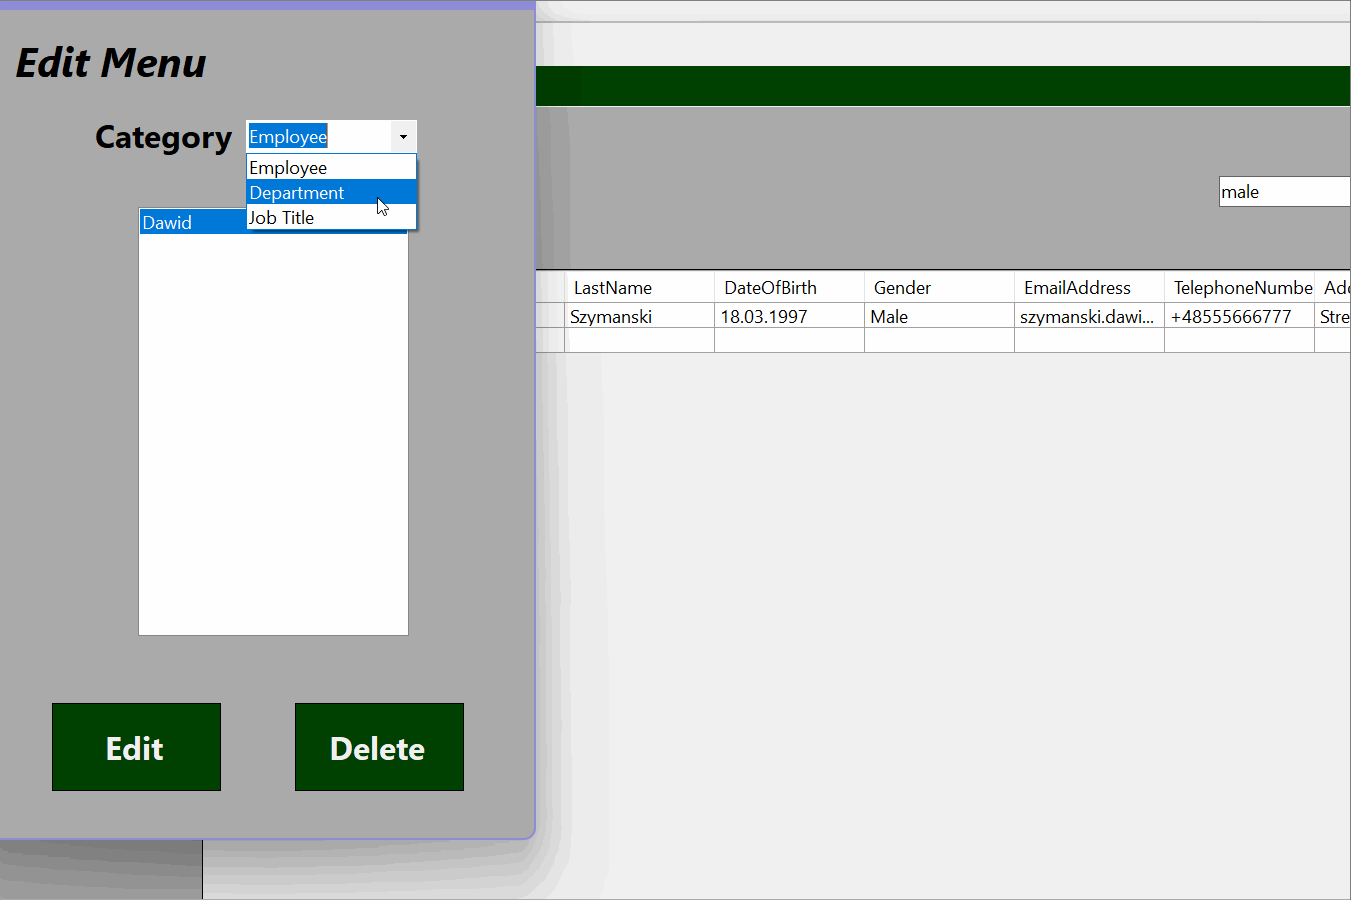 Edit Menu
Category Employee
Employee
Department
Job Title
Dawid
Edit
Delete
male
LastName DateOfBirth Gender EmailAddress TelephoneNumbe Add
Szymanski 18.03.1997 Male szymanski.dawi... +48555666777 Stre